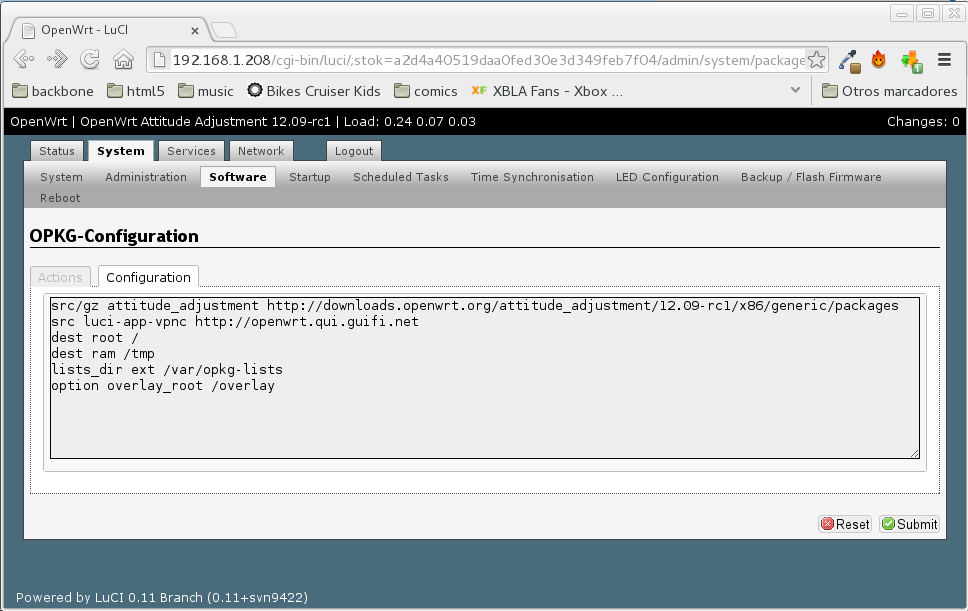 OpenWrt - LuCI
192.168.1.208/cgi-bin/luci/;stok=a2d4a40519daa0fed30e3d349feb7f04/admin/system/package
backbone html5 music Bikes Cruiser Kids comics XF XBLA Fans - Xbox ... Otros marcadores
OpenWrt | OpenWrt Attitude Adjustment 12.09-rc1 | Load: 0.24 0.07 0.03 Changes: 0
Status System Services Network Logout
System Administration Software Startup Scheduled Tasks Time Synchronisation LED Configuration Backup / Flash Firmware
Reboot
OPKG-Configuration
Actions Configuration
src/gz attitude_adjustment http://downloads.openwrt.org/attitude_adjustment/12.09-rc1/x86/generic/packages
src luci-app-vpnc http://openwrt.qui.guifi.net
dest root /
dest ram /tmp
lists_dir ext /var/opkg-lists
option overlay_root /overlay
Reset Submit
Powered by LuCI 0.11 Branch (0.11+svn9422)